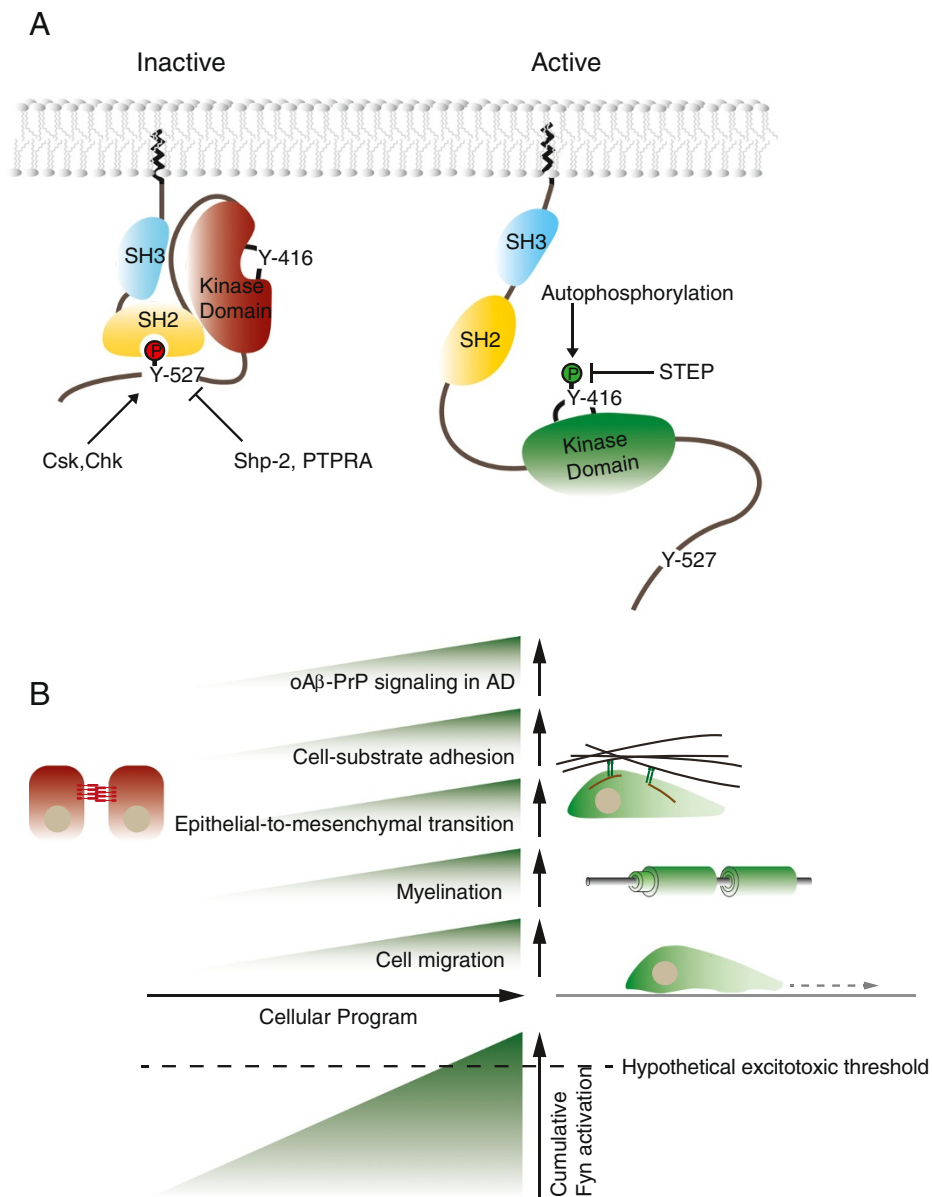 A
Inactive
Active
SH3
Y-416
Kinase
Domain
SH2
P
Y-527
Csk,Chk
Shp-2, PTPRA
SH3
Autophosphorylation
SH2
P
STEP
Y-416
Kinase
Domain
Y-527
B
oAβ-PrP signaling in AD
Cell-substrate adhesion
Epithelial-to-mesenchymal transition
Myelination
Cell migration
Cellular Program
Hypothetical excitotoxic threshold
Cumulative
Fyn activation